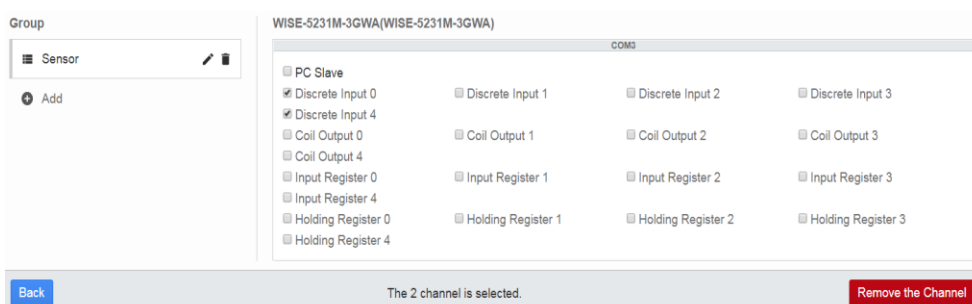 Group
WISE-5231M-3GWA(WISE-5231M-3GWA)
COM3
Sensor
Add
PC Slave
Discrete Input 0 Discrete Input 1 Discrete Input 2 Discrete Input 3
Discrete Input 4
Coil Output 0 Coil Output 1 Coil Output 2 Coil Output 3
Coil Output 4
Input Register 0 Input Register 1 Input Register 2 Input Register 3
Input Register 4
Holding Register 0 Holding Register 1 Holding Register 2 Holding Register 3
Holding Register 4
Back
The 2 channel is selected.
Remove the Channel